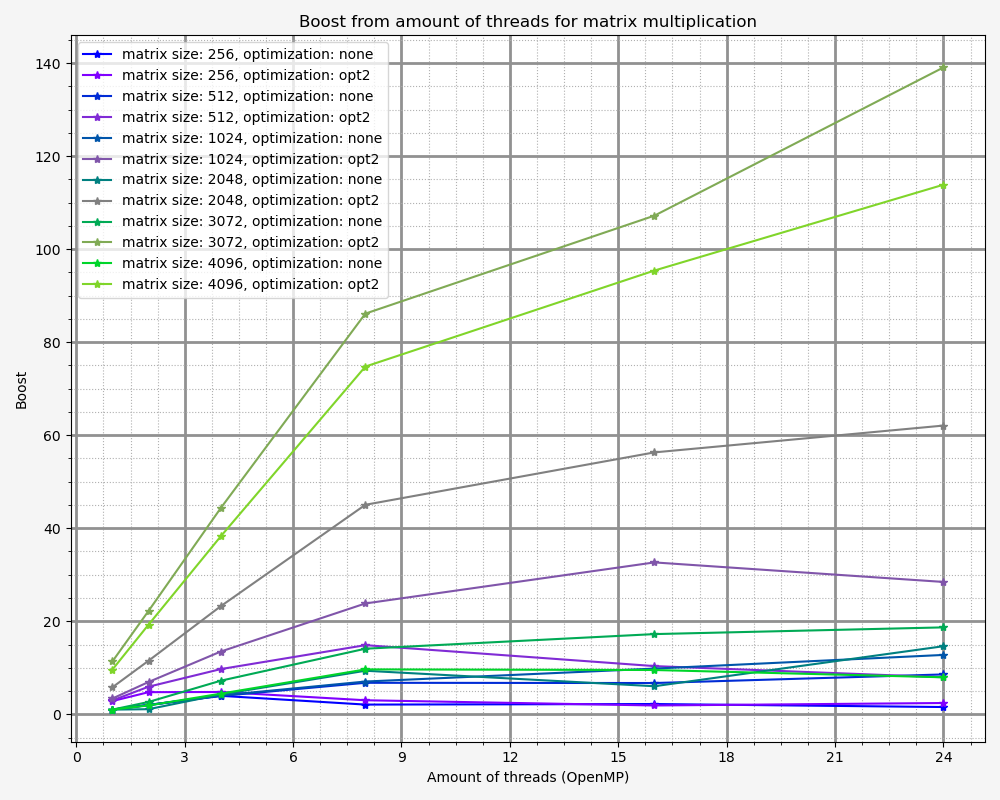 Boost from amount of threads for matrix multiplication
matrix size: 256, optimization: none
matrix size: 256, optimization: opt2
matrix size: 512, optimization: none
matrix size: 512, optimization: opt2
matrix size: 1024, optimization: none
matrix size: 1024, optimization: opt2
matrix size: 2048, optimization: none
matrix size: 2048, optimization: opt2
matrix size: 3072, optimization: none
matrix size: 3072, optimization: opt2
matrix size: 4096, optimization: none
matrix size: 4096, optimization: opt2
140
120
100
80
60
40
20
0
Boost
0 3 6 9 12 15 18 21 24
Amount of threads (OpenMP)